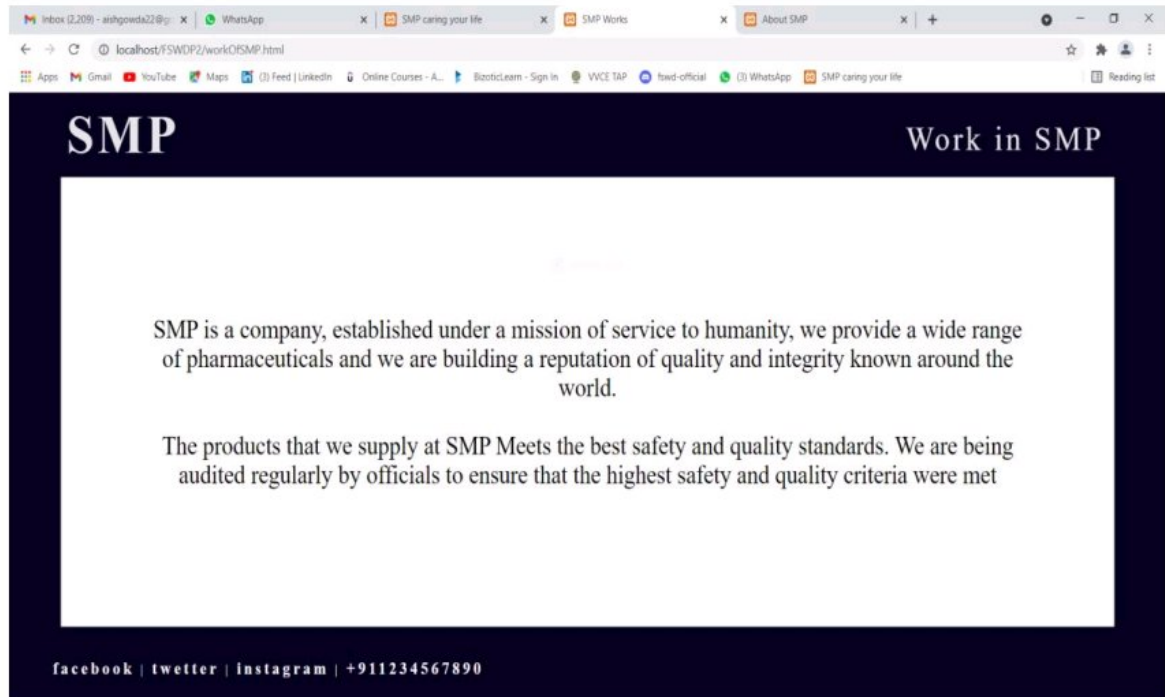 Inbox (2,209) - aishgowda22@g: WhatsApp SMP caring your life SMP Works About SMP
localhost/FSWDP2/workOfSMP.html
Apps Gmail YouTube Maps (3) Feed | LinkedIn Online Courses - A... BizoticLearn - Sign In VVCE TAP fswd-official (3) WhatsApp SMP caring your life Reading list
SMP
Work in SMP
SMP is a company, established under a mission of service to humanity, we provide a wide range
of pharmaceuticals and we are building a reputation of quality and integrity known around the
world.
The products that we supply at SMP Meets the best safety and quality standards. We are being
audited regularly by officials to ensure that the highest safety and quality criteria were met
facebook | twetter | instagram | +911234567890